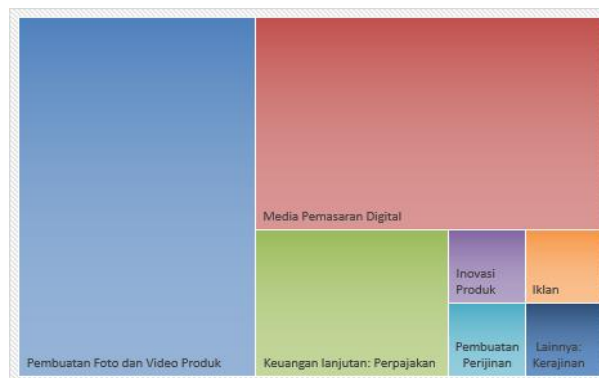 Media Pemasaran Digital
Inovasi
Produk
Iklan
Pembuatan Foto dan Video Produk
Keuangan lanjutan: Perpajakan
Pembuatan
Perijinan
Lainnya:
Kerajinan